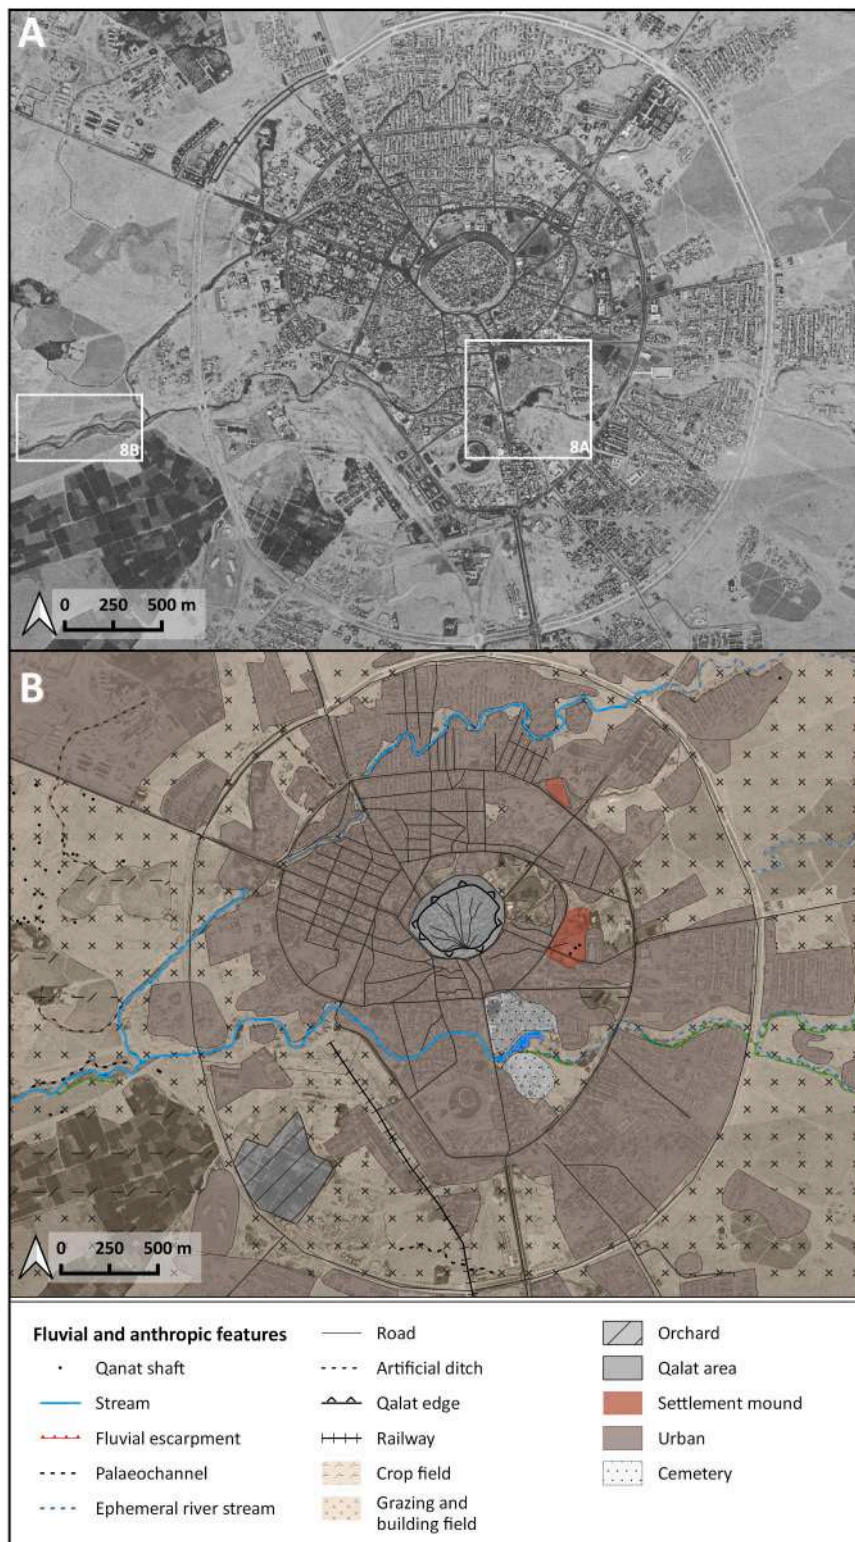 A
8B
8A
0 250 500 m
B
0 250 500 m
Fluvial and anthropic features
Qanat shaft
Stream
Fluvial escarpment
Palaeochannel
Ephemeral river stream
Road
Artificial ditch
Qalat edge
Railway
Crop field
Grazing and
building field
Orchard
Qalat area
Settlement mound
Urban
Cemetery